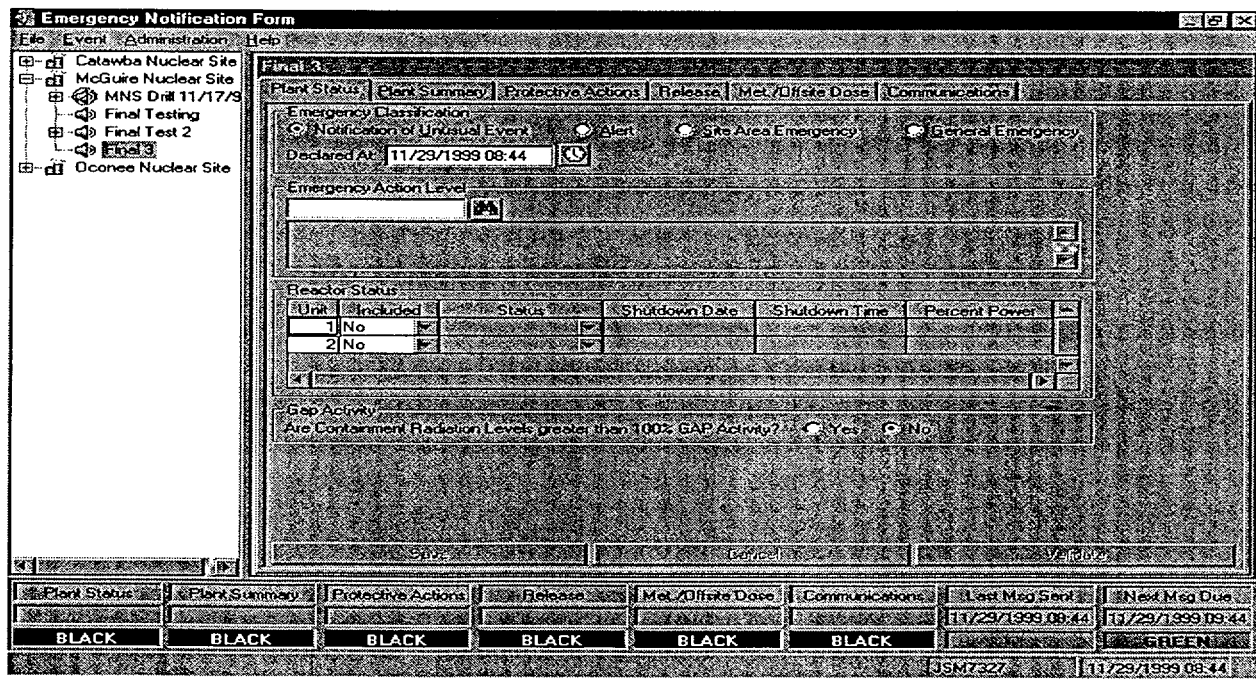 Emergency Notification Form
File Event Administration Help
Catawba Nuclear Site
McGuire Nuclear Site
MNS Drill 11/17/9
Final Testing
Final Test 2
Final 3
Oconee Nuclear Site
Final 3
Plant Status Plant Summary Protective Actions Release Met./Offsite Dose Communications
Emergency Classification
Notification of Unusual Event Alert Site Area Emergency General Emergency
Declared At: 11/29/1999 08:44
Emergency Action Level
Reactor Status
Unit Included Status Shutdown Date Shutdown Time Percent Power
1 No
2 No
Gap Activity
Are Containment Radiation Levels greater than 100% GAP Activity? Yes No
Save Cancel Validate
Plant Status Plant Summary Protective Actions Release Met./Offsite Dose Communications Last Msg Sent Next Msg Due
11/29/1999 08:44 11/29/1999 09:44
BLACK BLACK BLACK BLACK BLACK BLACK GREEN
JSM7327 11/29/1999 08:44